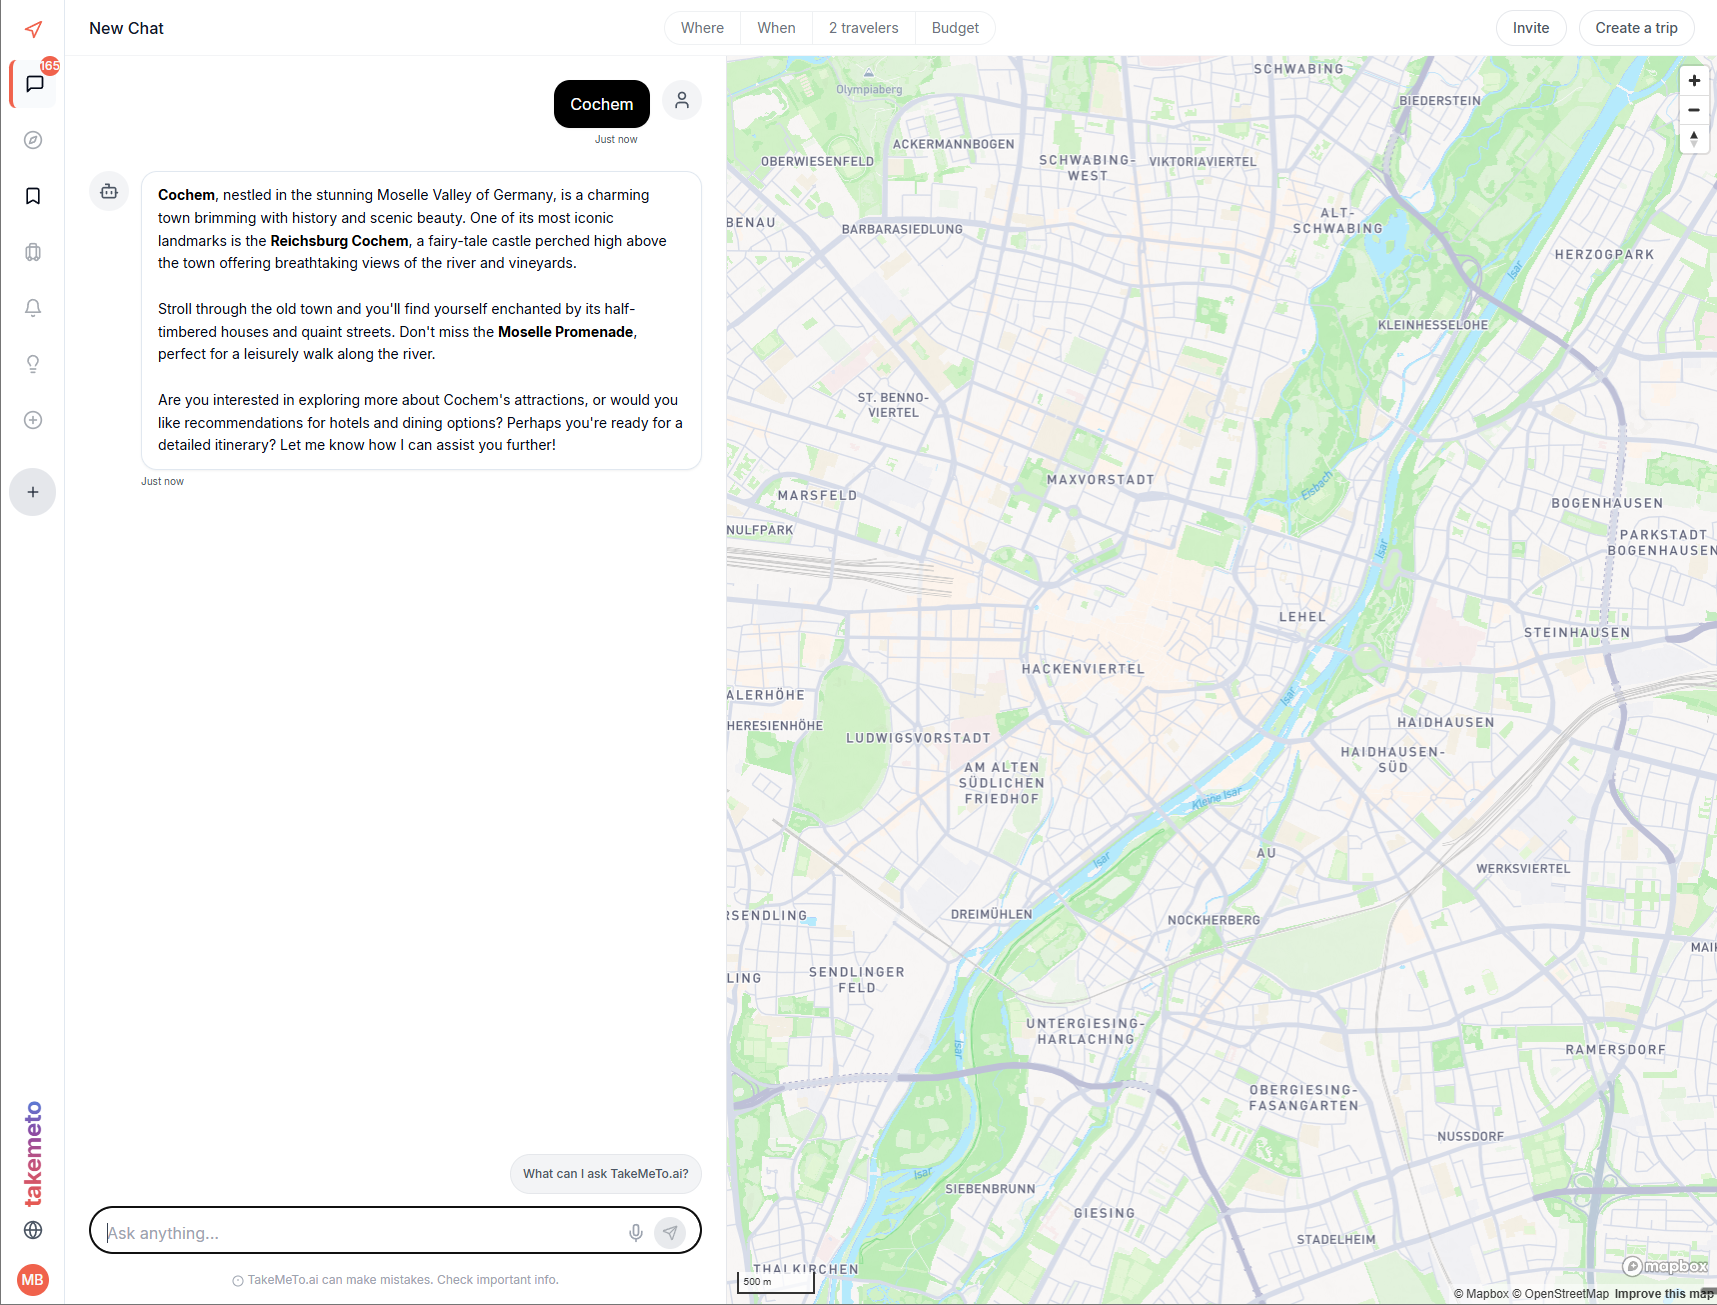 New Chat
Where
When
2 travelers
Budget
Invite
Create a trip
165
Cochem
Just now
Cochem, nestled in the stunning Moselle Valley of Germany, is a charming
town brimming with history and scenic beauty. One of its most iconic
landmarks is the Reichsburg Cochem, a fairy-tale castle perched high above
the town offering breathtaking views of the river and vineyards.
Stroll through the old town and you'll find yourself enchanted by its half-
timbered houses and quaint streets. Don't miss the Moselle Promenade,
perfect for a leisurely walk along the river.
Are you interested in exploring more about Cochem's attractions, or would you
like recommendations for hotels and dining options? Perhaps you're ready for a
detailed itinerary? Let me know how I can assist you further!
Just now
What can I ask TakeMeTo.ai?
Ask anything...
TakeMeTo.ai can make mistakes. Check important info.
takemeto
MB
SCHWABING
Olympiaberg
BIEDERSTEIN
ACKERMANNBOGEN
OBERWIESENFELD
SCHWABING-
WEST
VIKTORIAVIERTEL
ALT-
SCHWABING
BENAU
BARBARASIEDLUNG
HERZOGPARK
Isar
KLEINHESSELOHE
ST. BENNO-
VIERTEL
MAXVORSTADT
Eisbach
MARSFELD
BOGENHAUSEN
NULFPARK
PARKSTADT
BOGENHAUSEN
Isar
LEHEL
STEINHAUSEN
HACKENVIERTEL
ALERHÖHE
Isar
HERESIENHÖHE
HAIDHAUSEN
LUDWIGSVORSTADT
HAIDHAUSEN-
SÜD
AM ALTEN
SÜDLICHEN
FRIEDHOF
Kleine Isar
Isar
AU
WERKSVIERTEL
RSENDLING
DREIMÜHLEN
NOCKHERBERG
MAIK
LING
SENDLINGER
FELD
UNTERGIESING-
HARLACHING
Isar
RAMERSDORF
OBERGIESING-
FASANGARTEN
NUSSDORF
Isar
SIEBENBRUNN
GIESING
STADELHEIM
THALKIRCHEN
500 m
mapbox
© Mapbox © OpenStreetMap Improve this map